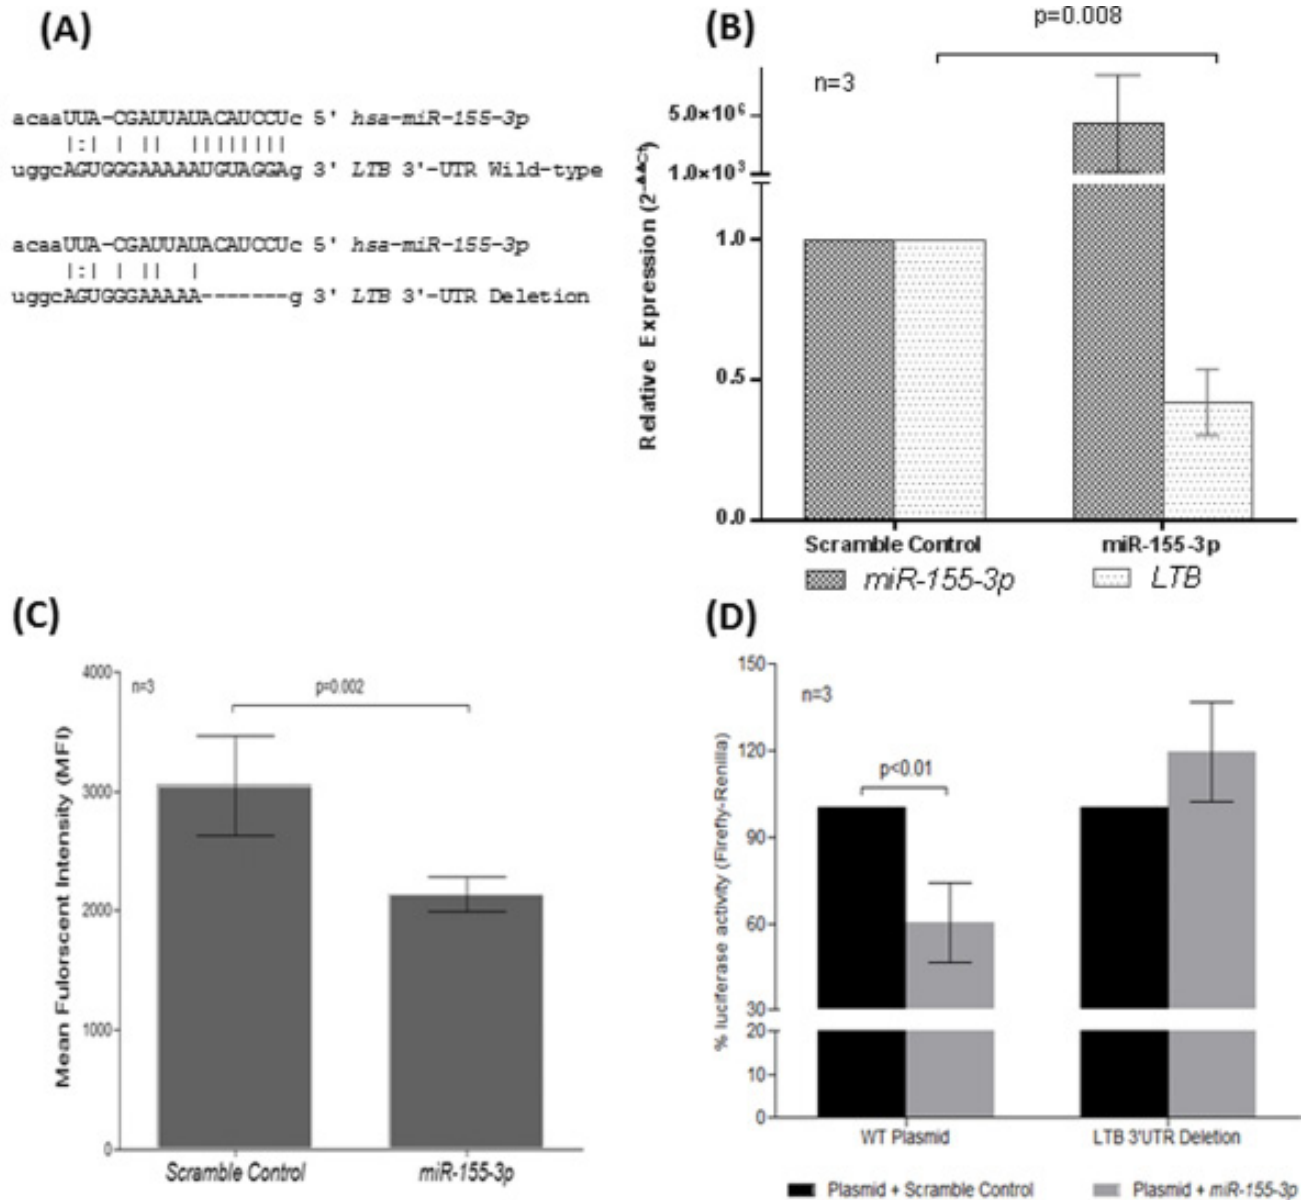 (A)
acaaUUA-CGAUUAUACAUCCUc 5' hsa-miR-155-3p
|:| | || ||||||||
uggcAGUGGGAAAAAUGUAGGAg 3' LTB 3'-UTR Wild-type
acaaUUA-CGAUUAUACAUCCUc 5' hsa-miR-155-3p
|:| | || |
uggcAGUGGGAAAAA-------g 3' LTB 3'-UTR Deletion
(B)
p=0.008
n=3
Relative Expression (2^-ΔΔCt)
5.0×10⁶
1.0×10³
1.0
0.5
0.0
Scramble Control
miR-155-3p
miR-155-3p
LTB
(C)
n=3
p=0.002
Mean Fulorscent Intensity (MFI)
4000
3000
2000
1000
0
Scramble Control
miR-155-3p
(D)
n=3
p<0.01
% luciferase activity (Firefly-Renilla)
150
120
90
60
30
20
10
0
WT Plasmid
LTB 3'UTR Deletion
Plasmid + Scramble Control
Plasmid + miR-155-3p